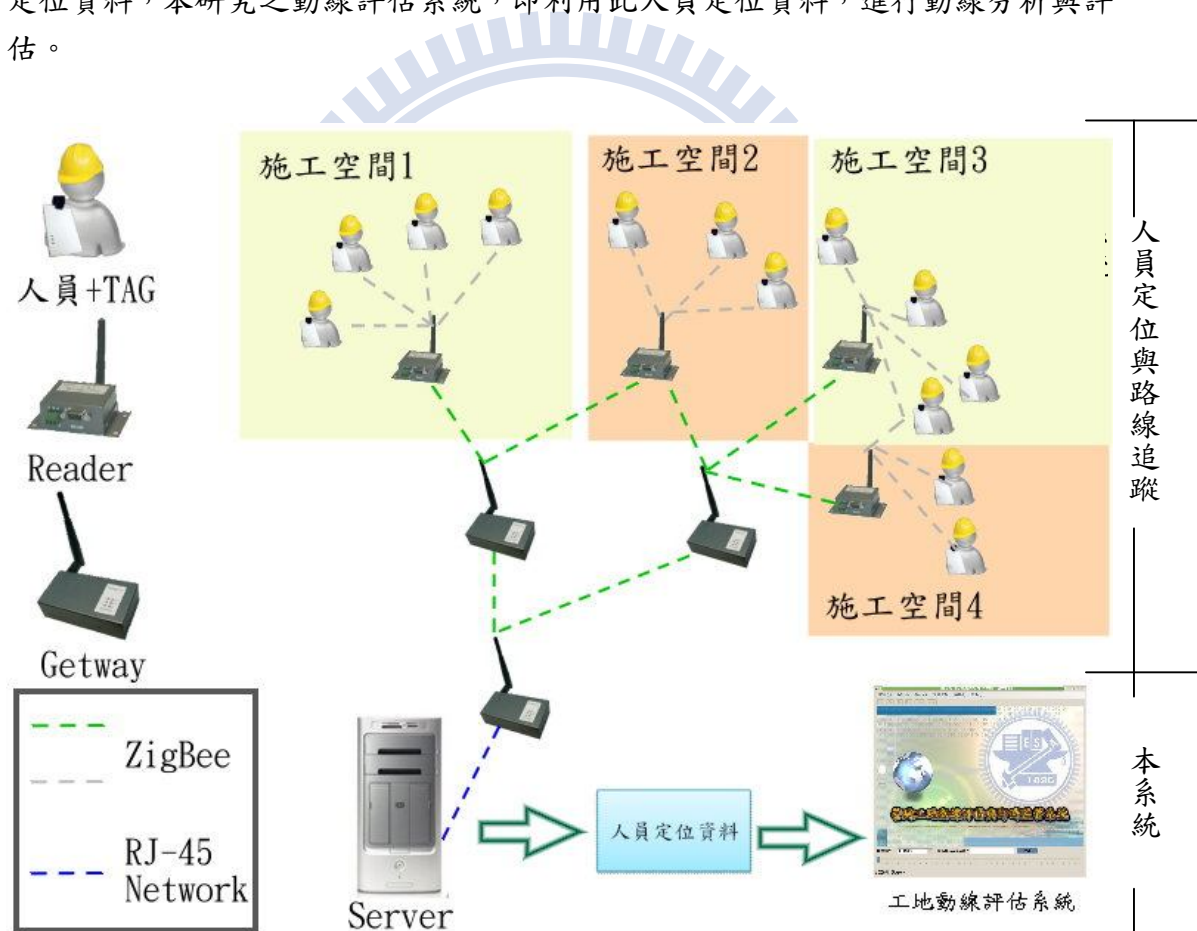 定位資料，本研究之動線評估系統，即利用此人員定位資料，進行動線分析與評
估。
施工空間1
施工空間2
施工空間3
人員+TAG
Reader
Getway
施工空間4
人員定位與路線追蹤
ZigBee
RJ-45
Network
Server
人員定位資料
工地動線評估系統
本系統